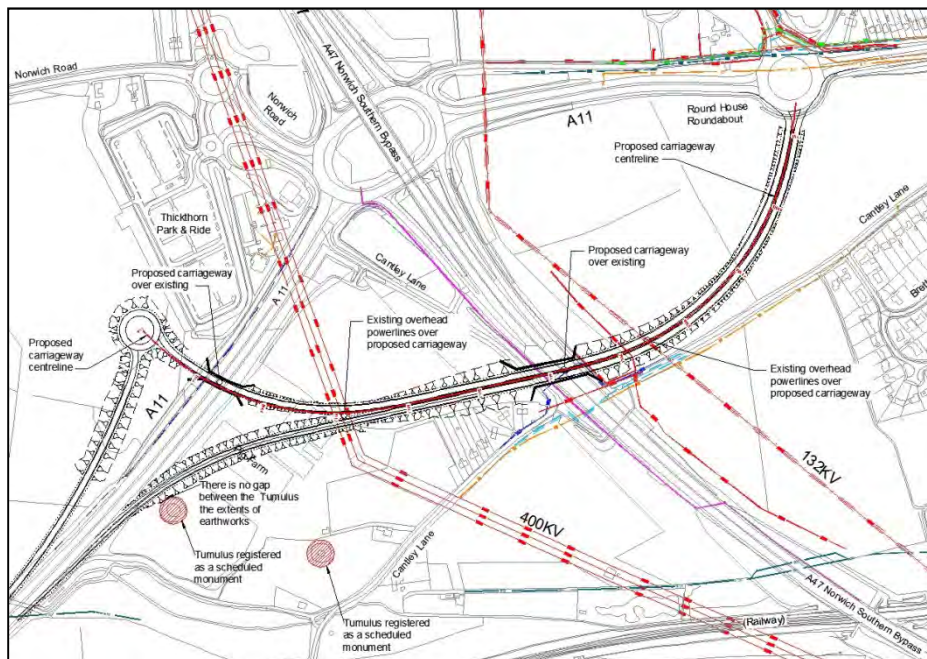 Norwich Road
Norwich
Road
A47 Norwich Southern Bypass
A11
Round House
Roundabout
Proposed carriageway
centreline
Cantley Lane
Thickthorn
Park & Ride
Cantley Lane
A11
Proposed carriageway
over existing
Proposed carriageway
over existing
Existing overhead
powerlines over
proposed carriageway
Proposed
carriageway
centreline
Existing overhead
powerlines over
proposed carriageway
A11
Farm
There is no gap
between the Tumulus
the extents of
earthworks
132KV
400KV
Tumulus registered
as a scheduled
monument
Cantley Lane
Tumulus registered
as a scheduled
monument
(Railway)
A47 Norwich Southern Bypass